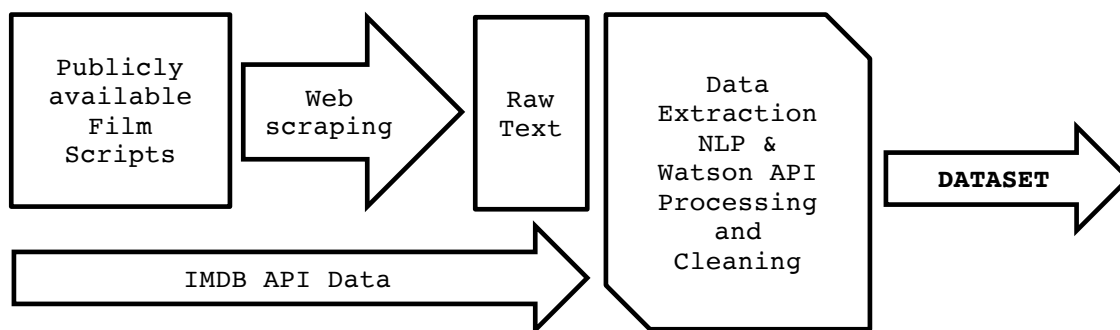 Publicly
available
Film
Scripts
Web
scraping
Raw
Text
Data
Extraction
NLP &
Watson API
Processing
and
Cleaning
DATASET
IMDB API Data